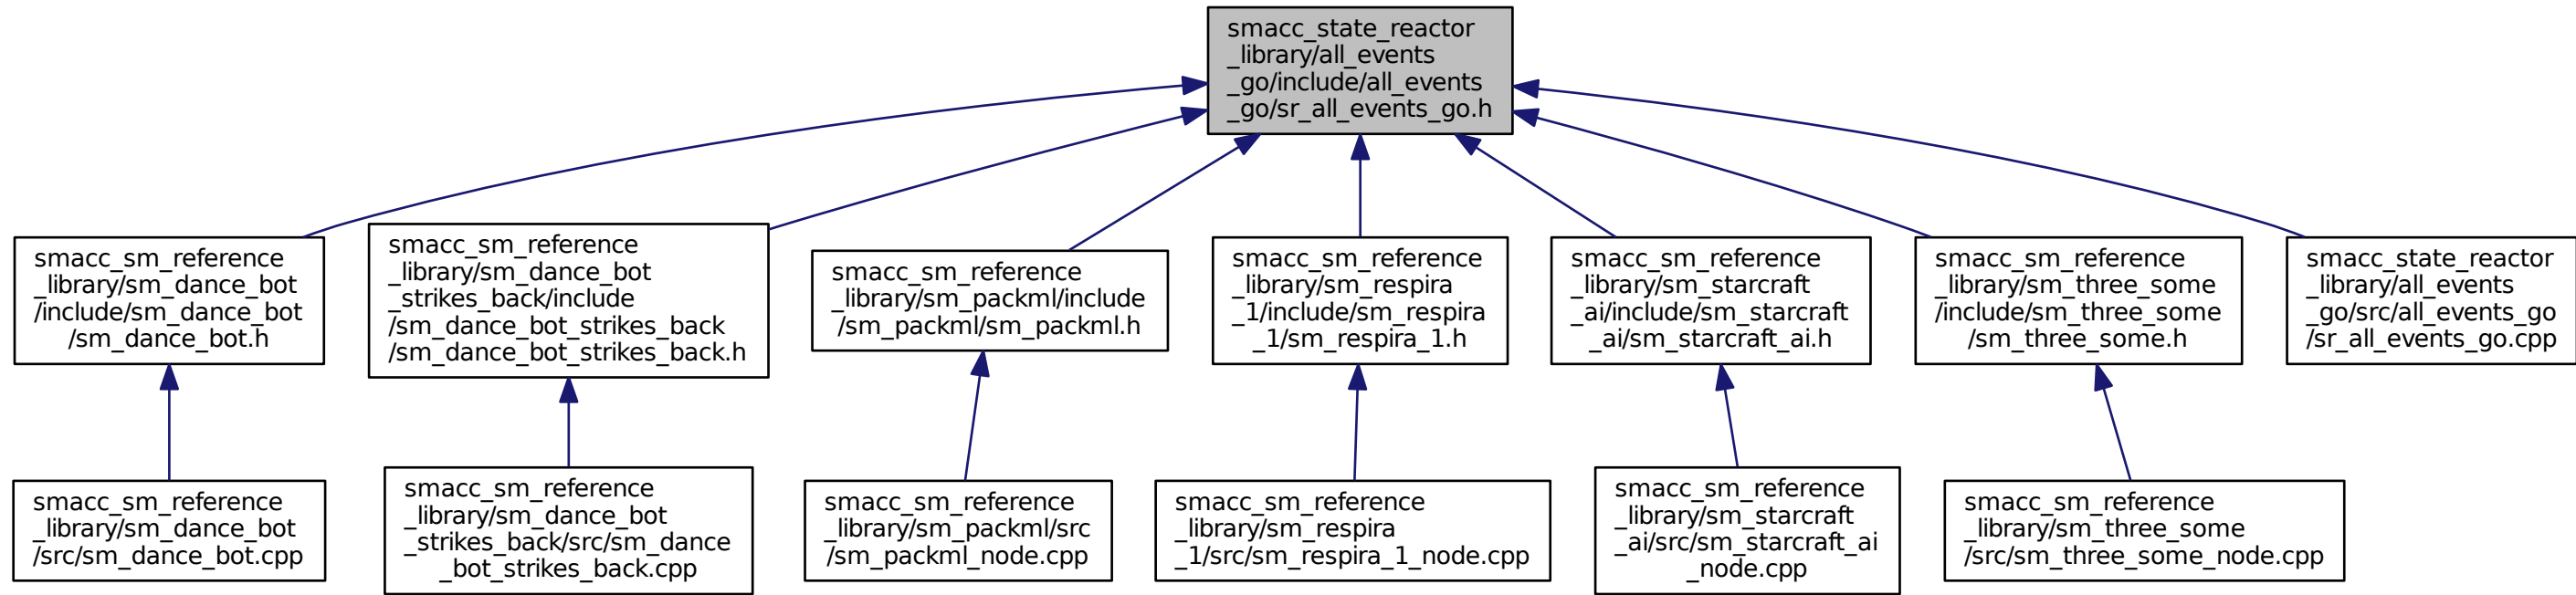 smacc_state_reactor
_library/all_events
_go/include/all_events
_go/sr_all_events_go.h
smacc_sm_reference
_library/sm_dance_bot
/include/sm_dance_bot
/sm_dance_bot.h
smacc_sm_reference
_library/sm_dance_bot
_strikes_back/include
/sm_dance_bot_strikes_back
/sm_dance_bot_strikes_back.h
smacc_sm_reference
_library/sm_packml/include
/sm_packml/sm_packml.h
smacc_sm_reference
_library/sm_respira
_1/include/sm_respira
_1/sm_respira_1.h
smacc_sm_reference
_library/sm_starcraft
_ai/include/sm_starcraft
_ai/sm_starcraft_ai.h
smacc_sm_reference
_library/sm_three_some
/include/sm_three_some
/sm_three_some.h
smacc_state_reactor
_library/all_events
_go/src/all_events_go
/sr_all_events_go.cpp
smacc_sm_reference
_library/sm_dance_bot
/src/sm_dance_bot.cpp
smacc_sm_reference
_library/sm_dance_bot
_strikes_back/src/sm_dance
_bot_strikes_back.cpp
smacc_sm_reference
_library/sm_packml/src
/sm_packml_node.cpp
smacc_sm_reference
_library/sm_respira
_1/src/sm_respira_1_node.cpp
smacc_sm_reference
_library/sm_starcraft
_ai/src/sm_starcraft_ai
_node.cpp
smacc_sm_reference
_library/sm_three_some
/src/sm_three_some_node.cpp